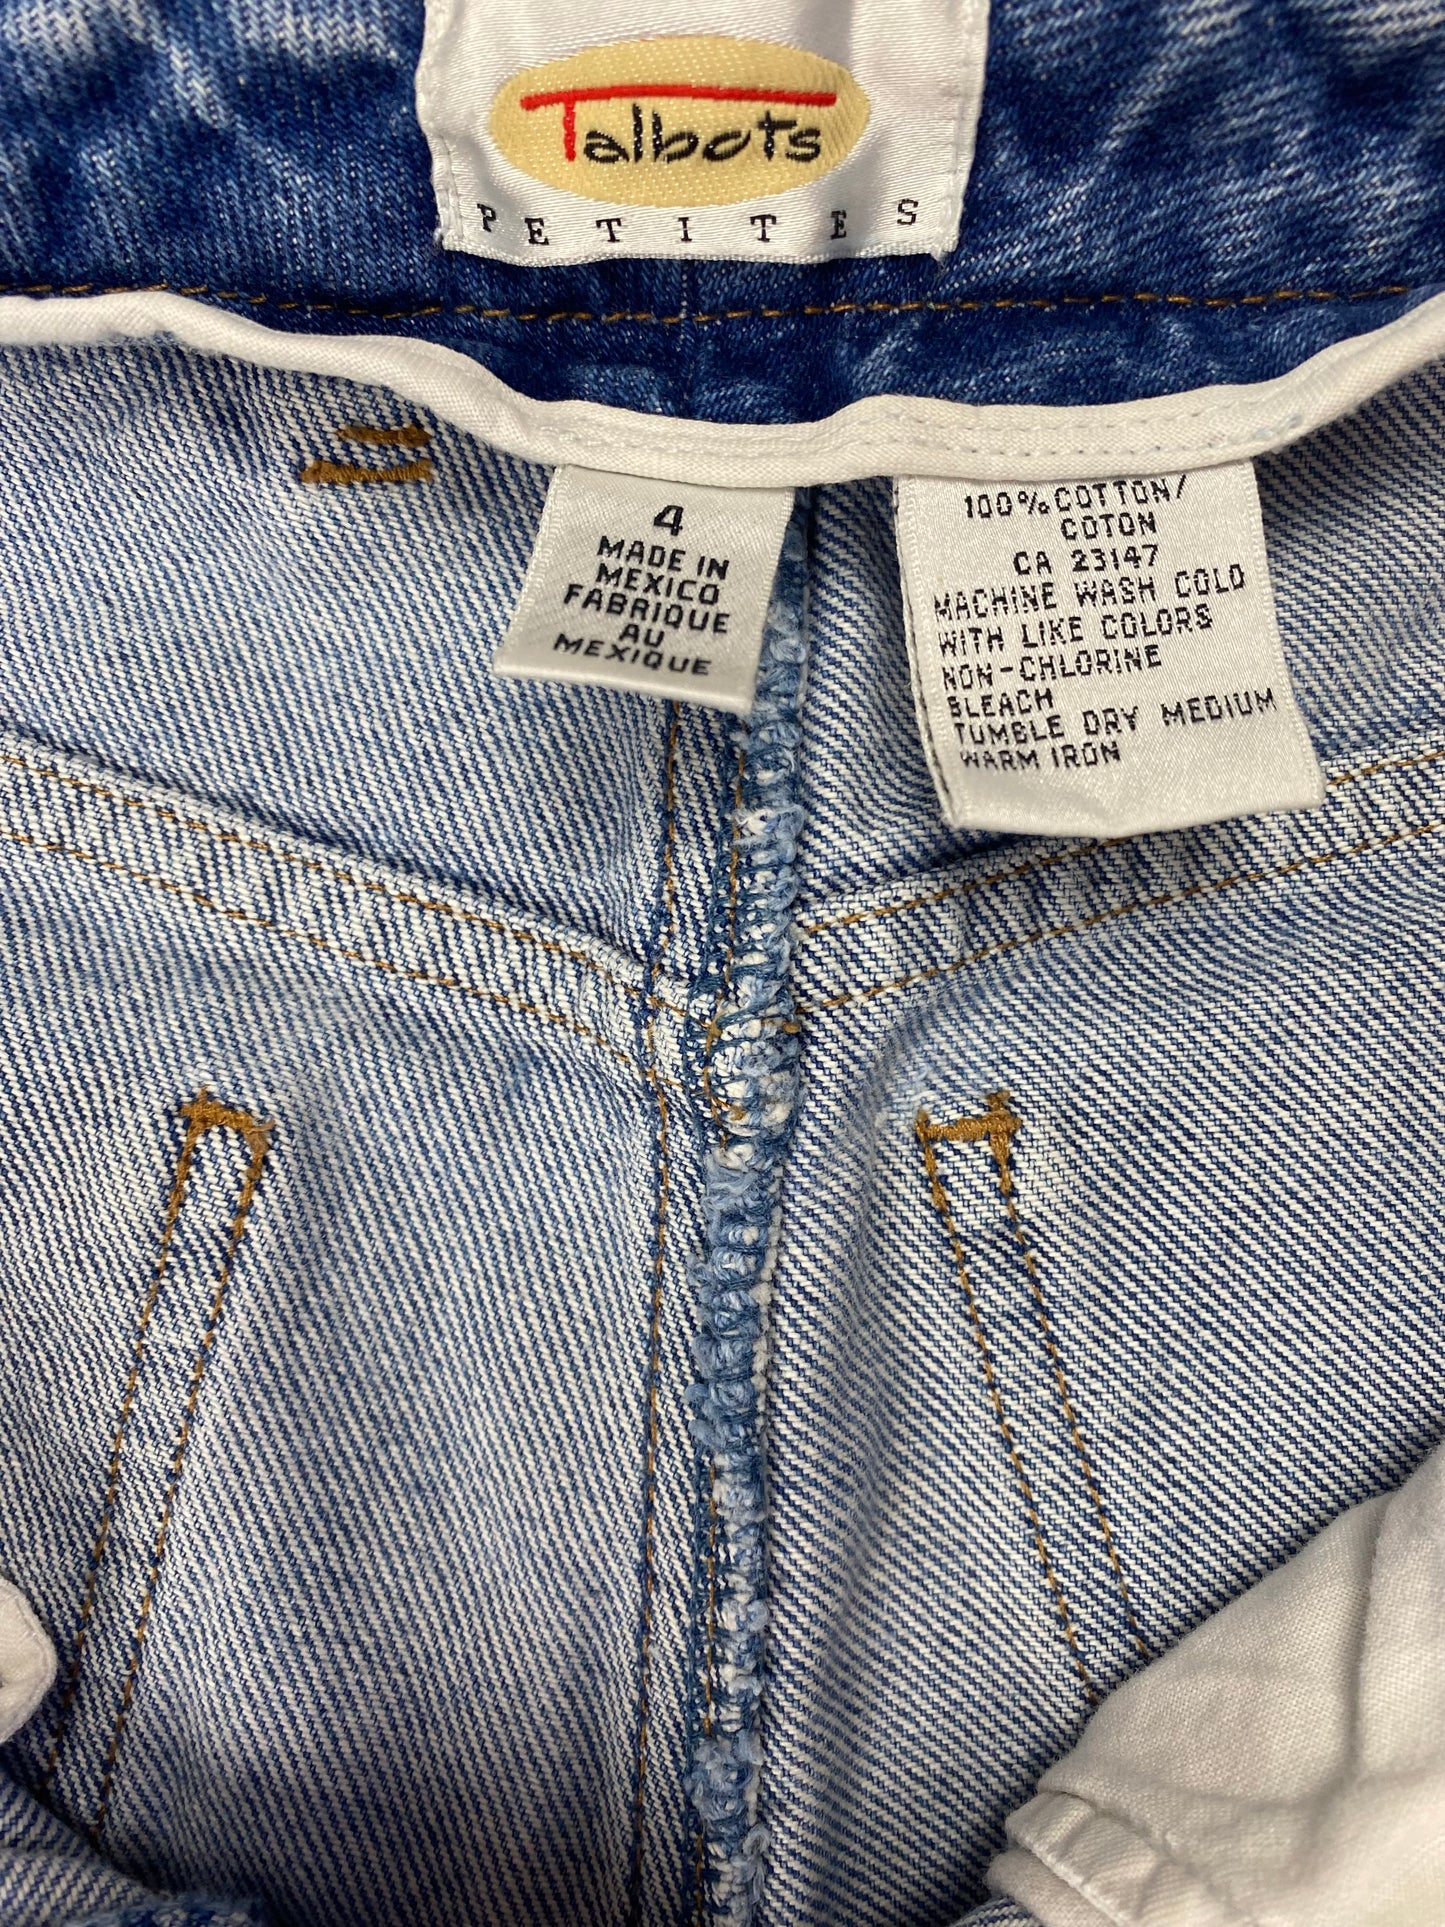 Talbots
PETITES
4
MADE IN
MEXICO
FABRIQUE
AU
MEXIQUE
100% COTTON/
COTON
CA 23147
MACHINE WASH COLD
WITH LIKE COLORS
NON-CHLORINE
BLEACH
TUMBLE DRY MEDIUM
WARM IRON